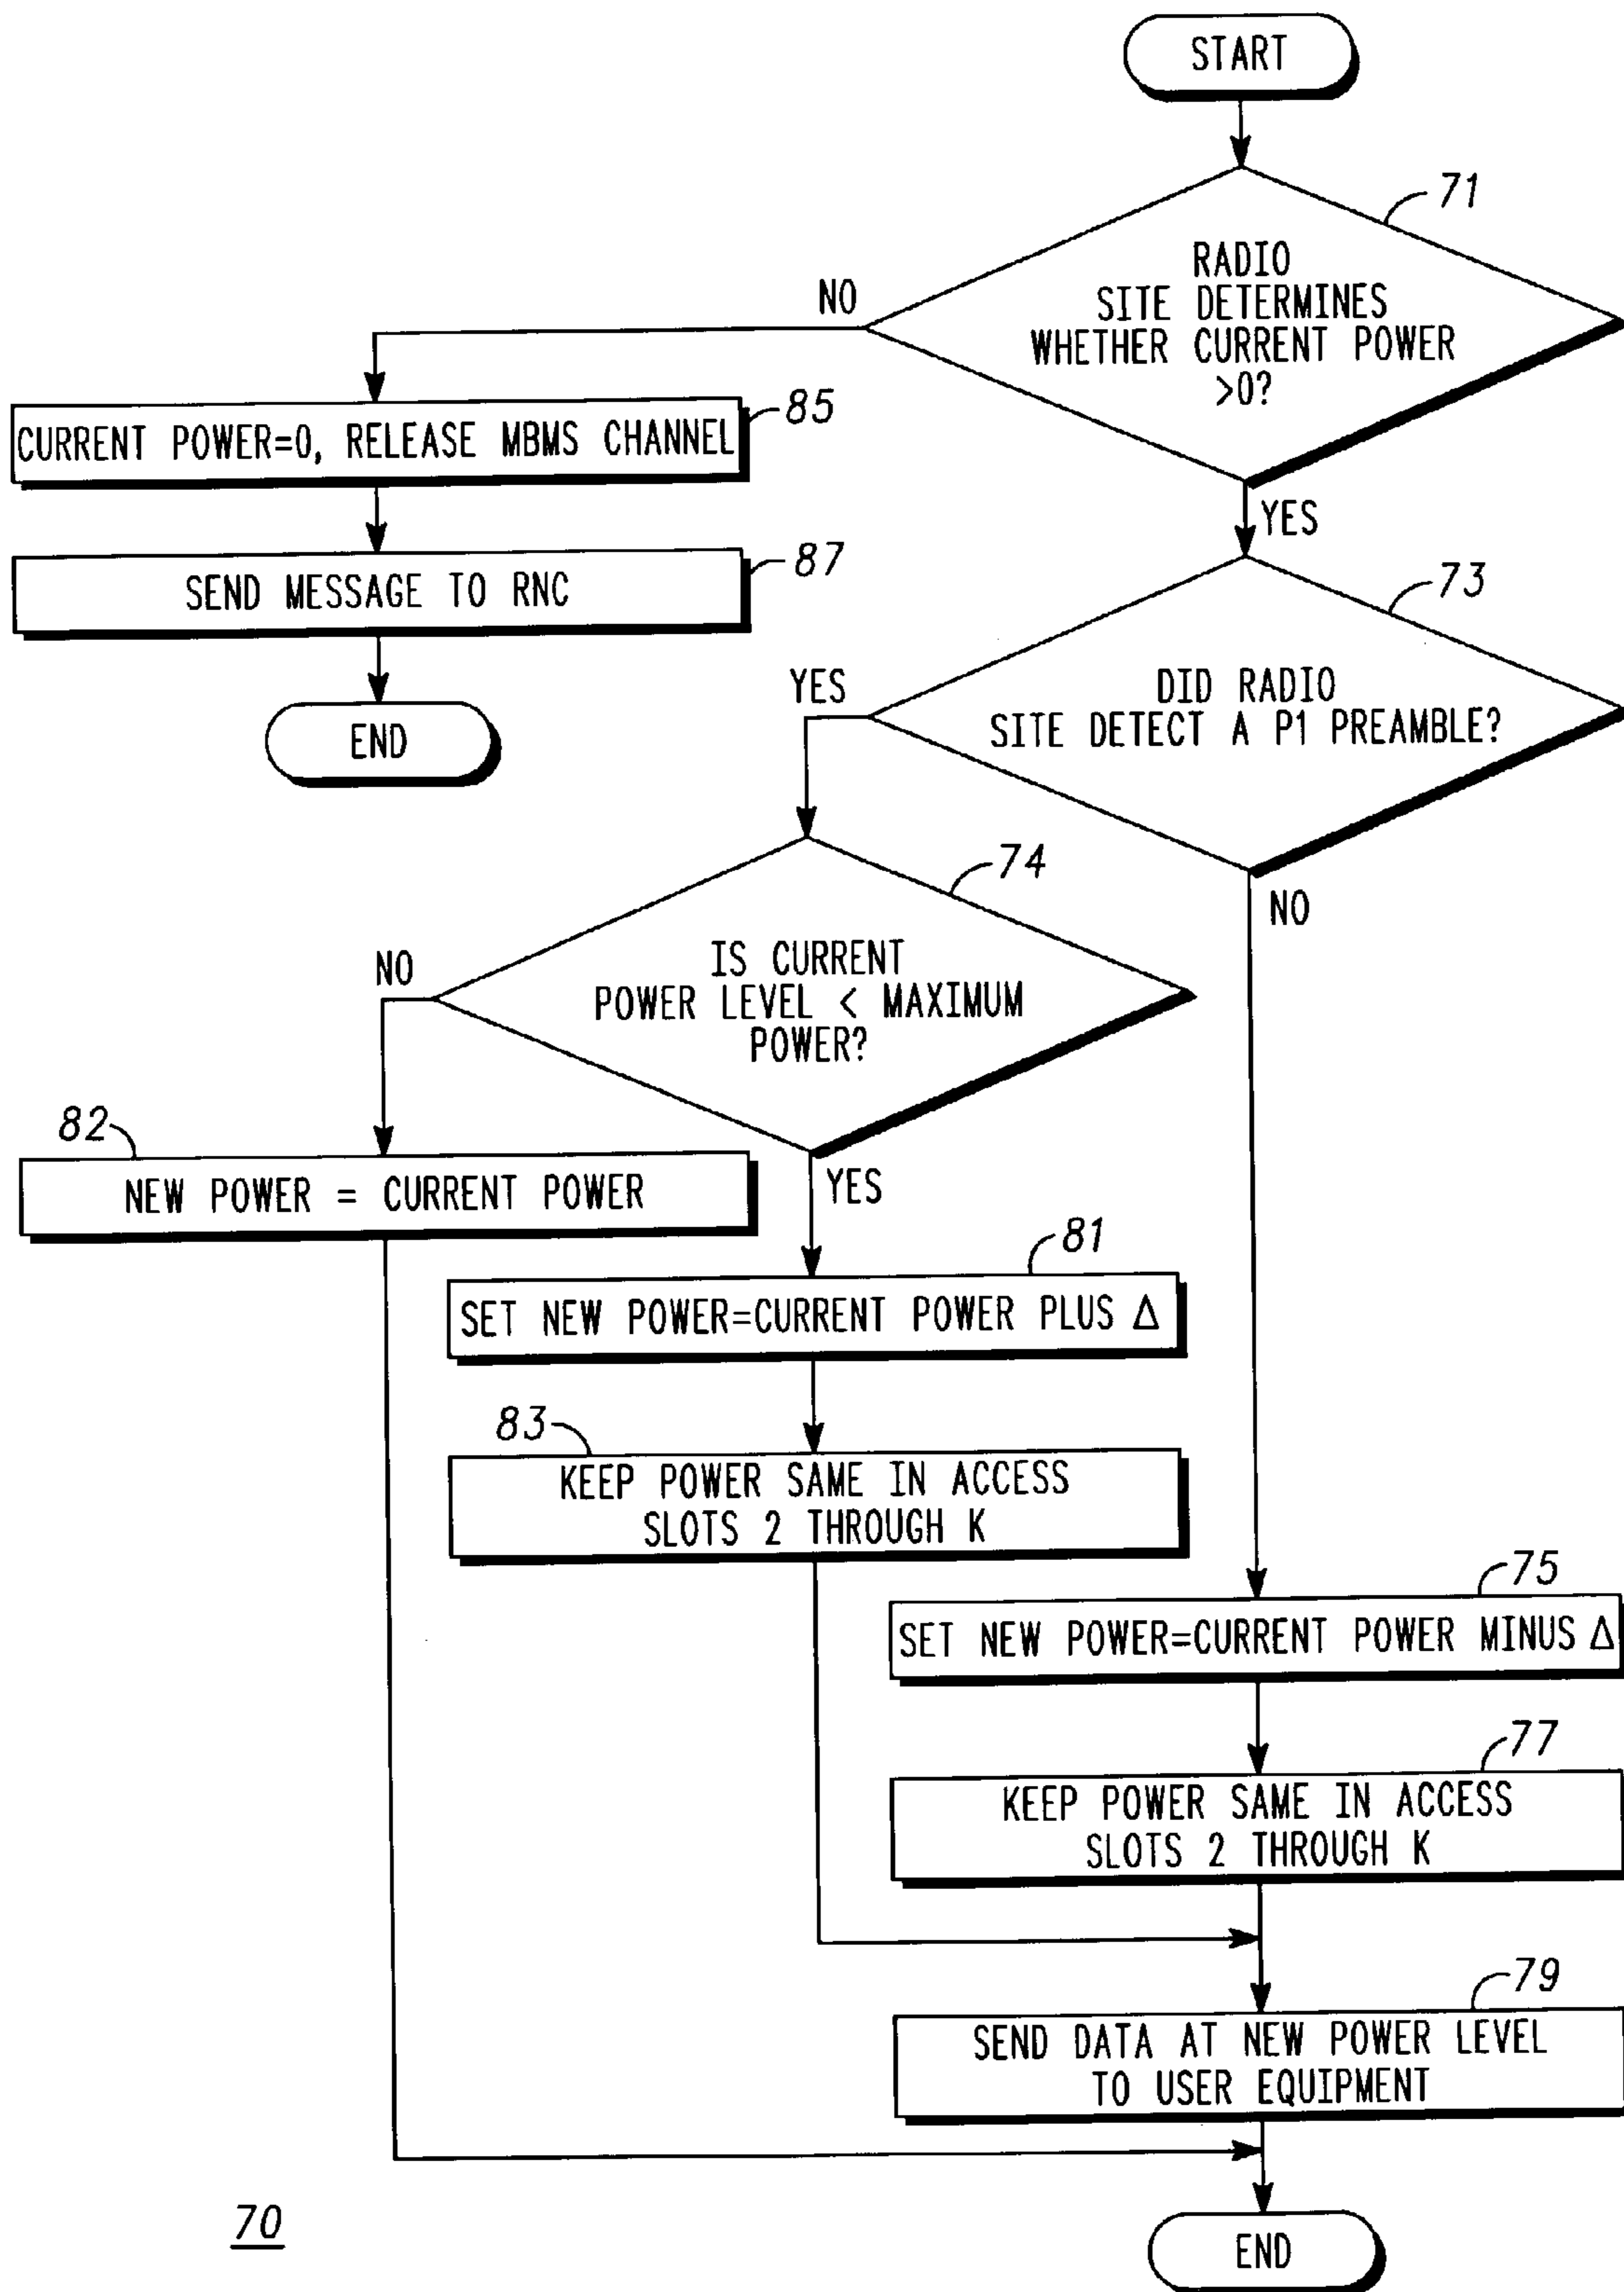 START
71
RADIO
SITE DETERMINES
WHETHER CURRENT POWER
>0?
NO
YES
85
CURRENT POWER=0, RELEASE MBMS CHANNEL
87
SEND MESSAGE TO RNC
END
73
DID RADIO
SITE DETECT A P1 PREAMBLE?
YES
NO
74
IS CURRENT
POWER LEVEL < MAXIMUM
POWER?
NO
YES
82
NEW POWER = CURRENT POWER
81
SET NEW POWER=CURRENT POWER PLUS Δ
83
KEEP POWER SAME IN ACCESS
SLOTS 2 THROUGH K
75
SET NEW POWER=CURRENT POWER MINUS Δ
77
KEEP POWER SAME IN ACCESS
SLOTS 2 THROUGH K
79
SEND DATA AT NEW POWER LEVEL
TO USER EQUIPMENT
END
70